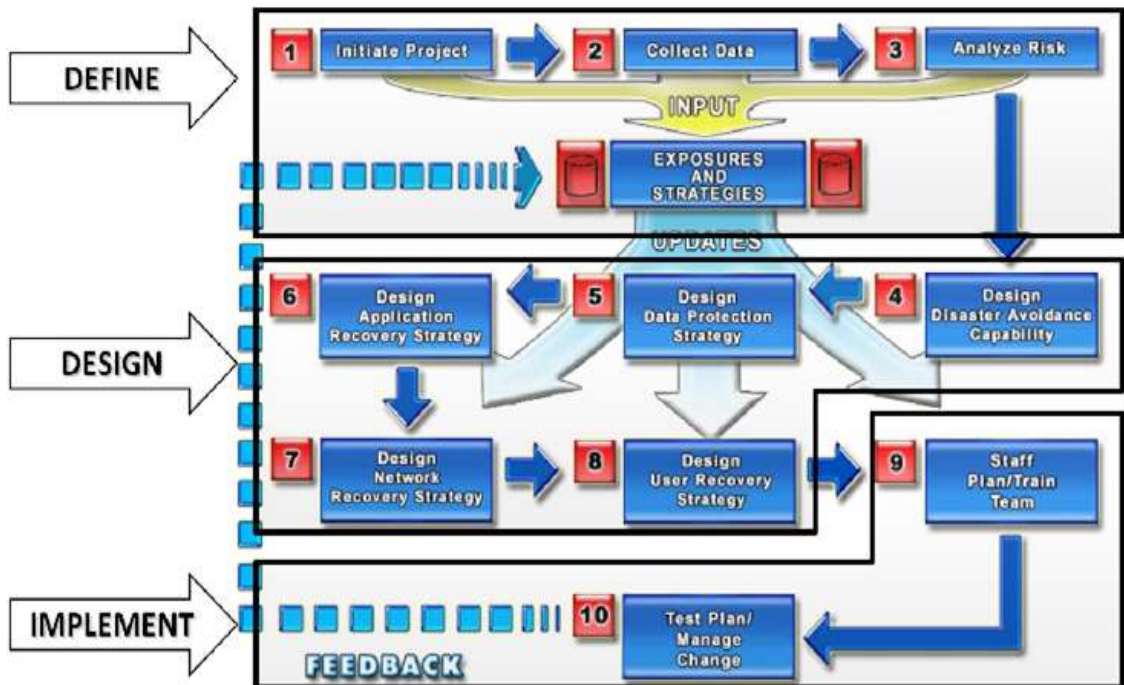 DEFINE
1
Initiate Project
2
Collect Data
3
Analyze Risk
INPUT
EXPOSURES
AND
STRATEGIES
UPDATES
DESIGN
6
Design
Application
Recovery Strategy
5
Design
Data Protection
Strategy
4
Design
Disaster Avoidance
Capability
7
Design
Network
Recovery Strategy
8
Design
User Recovery
Strategy
9
Staff
Plan/Train
Team
IMPLEMENT
10
Test Plan/
Manage
Change
FEEDBACK